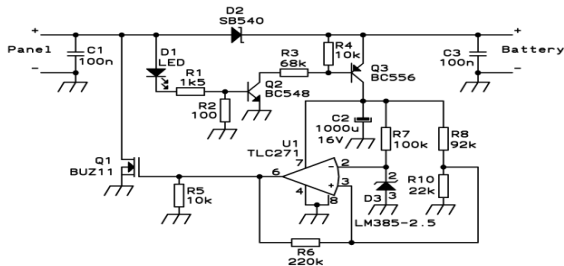 D2
SB540
+
+
Panel
C1
100n
D1
LED
R1
1k5
R3
68k
R4
10k
Q3
BC556
C3
100n
Battery
−
−
R2
100
Q2
BC548
C2
1000u
16V
R7
100k
R8
92k
U1
TLC271
7
2
−
Q1
BUZ11
6
+
3
4
8
R5
10k
D3
2
3
R10
22k
LM385-2.5
R6
220k